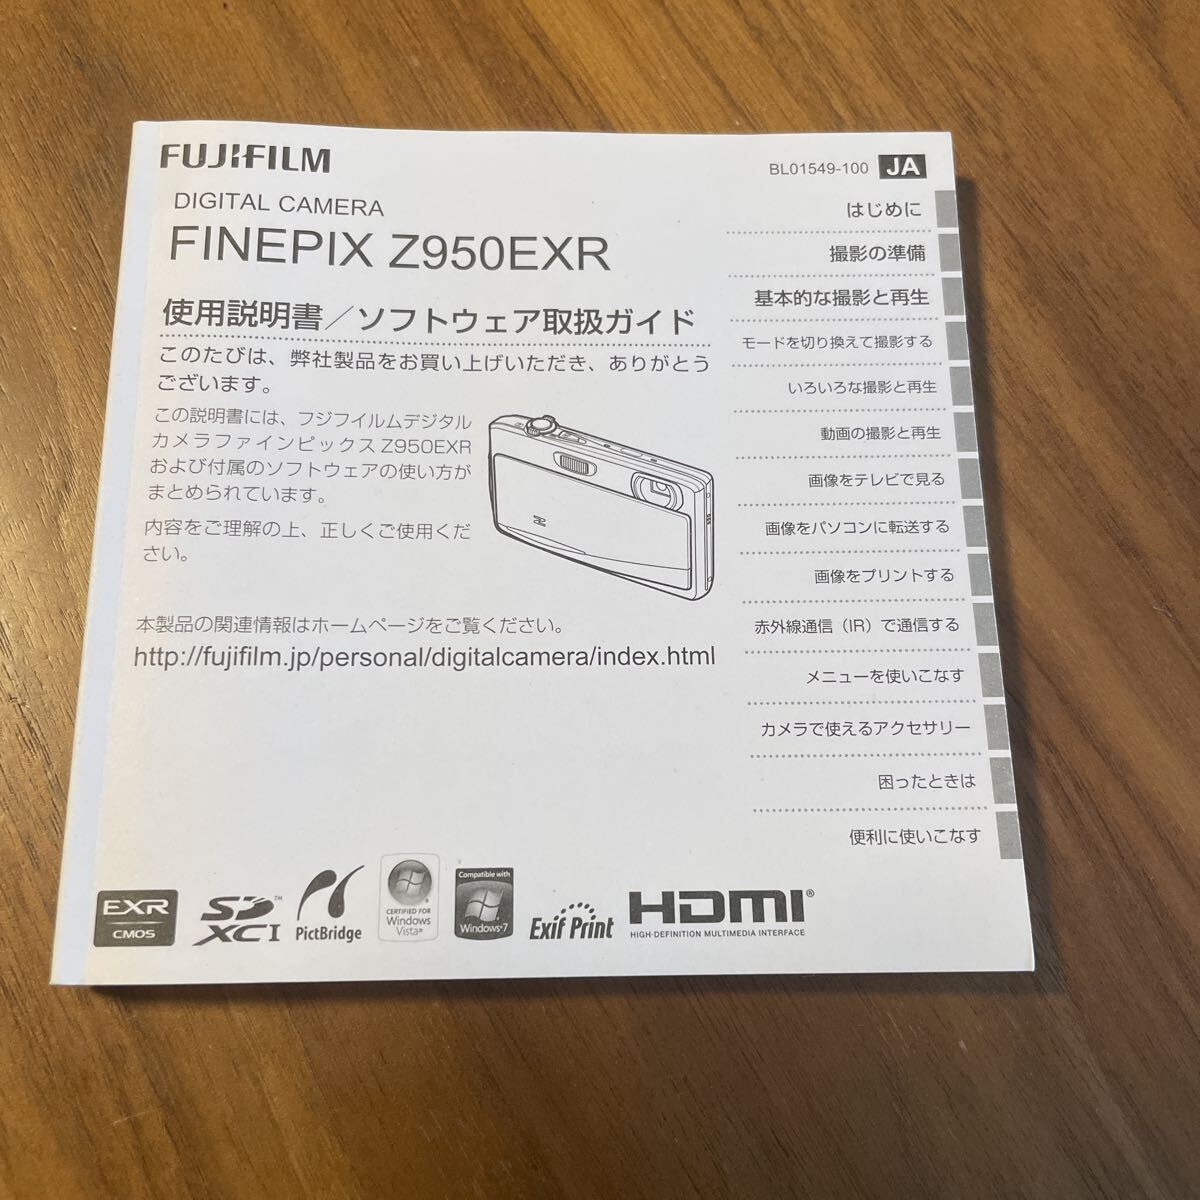 FUJIFILM
BL01549-100 JA
DIGITAL CAMERA
FINEPIX Z950EXR
使用説明書／ソフトウェア取扱ガイド
このたびは、弊社製品をお買い上げいただき、ありがとう
ございます。
この説明書には、フジフイルムデジタル
カメラファインピックス Z950EXR
および付属のソフトウェアの使い方が
まとめられています。
内容をご理解の上、正しくご使用くだ
さい。
本製品の関連情報はホームページをご覧ください。
http://fujifilm.jp/personal/digitalcamera/index.html
はじめに
撮影の準備
基本的な撮影と再生
モードを切り換えて撮影する
いろいろな撮影と再生
動画の撮影と再生
画像をテレビで見る
画像をパソコンに転送する
画像をプリントする
赤外線通信（IR）で通信する
メニューを使いこなす
カメラで使えるアクセサリー
困ったときは
便利に使いこなす
EXR
CMOS
SD™
XC I
PictBridge
CERTIFIED FOR
Windows
Vista®
Compatible with
Windows®7
Exif Print
HDMI®
HIGH-DEFINITION MULTIMEDIA INTERFACE